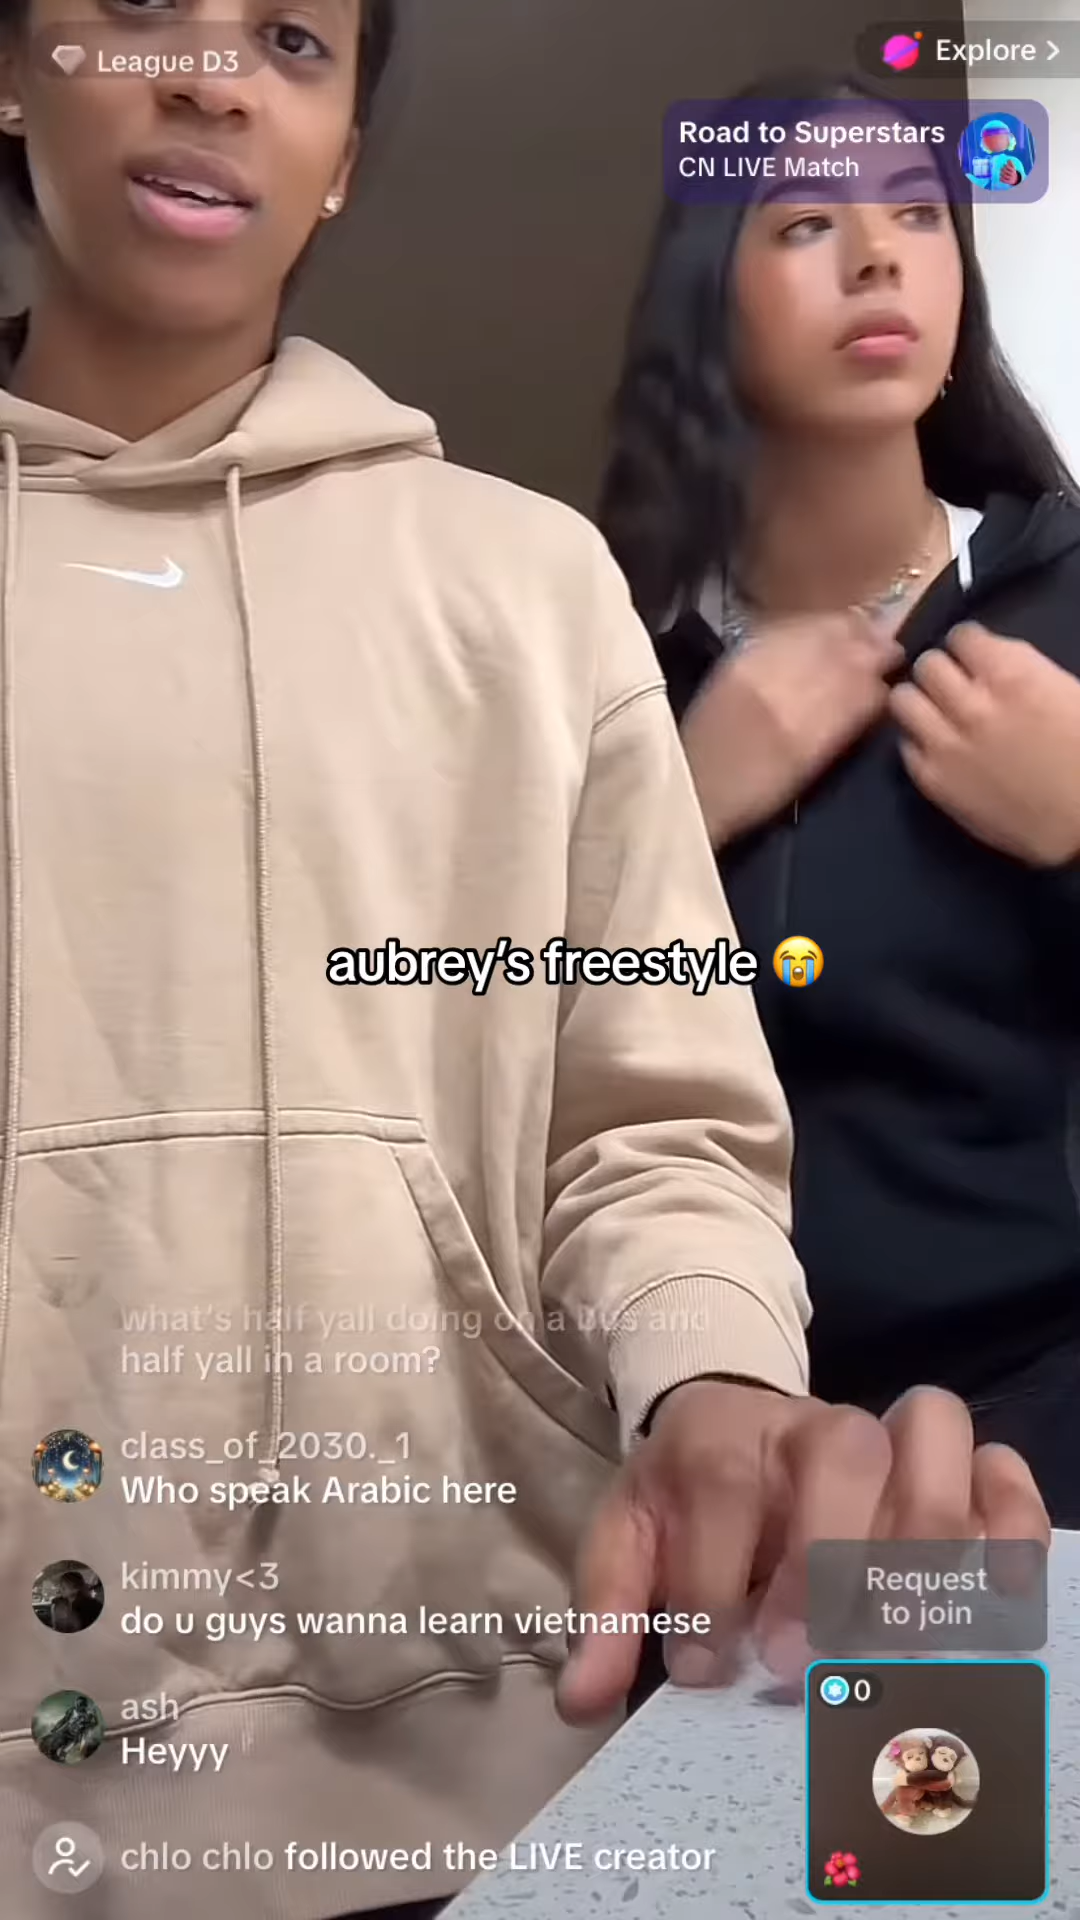 League D3
Explore >
Road to Superstars
CN LIVE Match
aubrey's freestyle 😭
what's half yall doing on a bus and
half yall in a room?
class_of_2030._1
Who speak Arabic here
kimmy<3
do u guys wanna learn vietnamese
ash
Heyyy
chlo chlo followed the LIVE creator
Request
to join
0